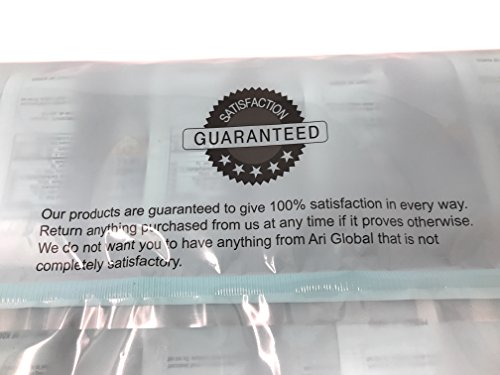 SATISFACTION
GUARANTEED
Our products are guaranteed to give 100% satisfaction in every way.
Return anything purchased from us at any time if it proves otherwise.
We do not want you to have anything from Ari Global that is not
completely satisfactory.